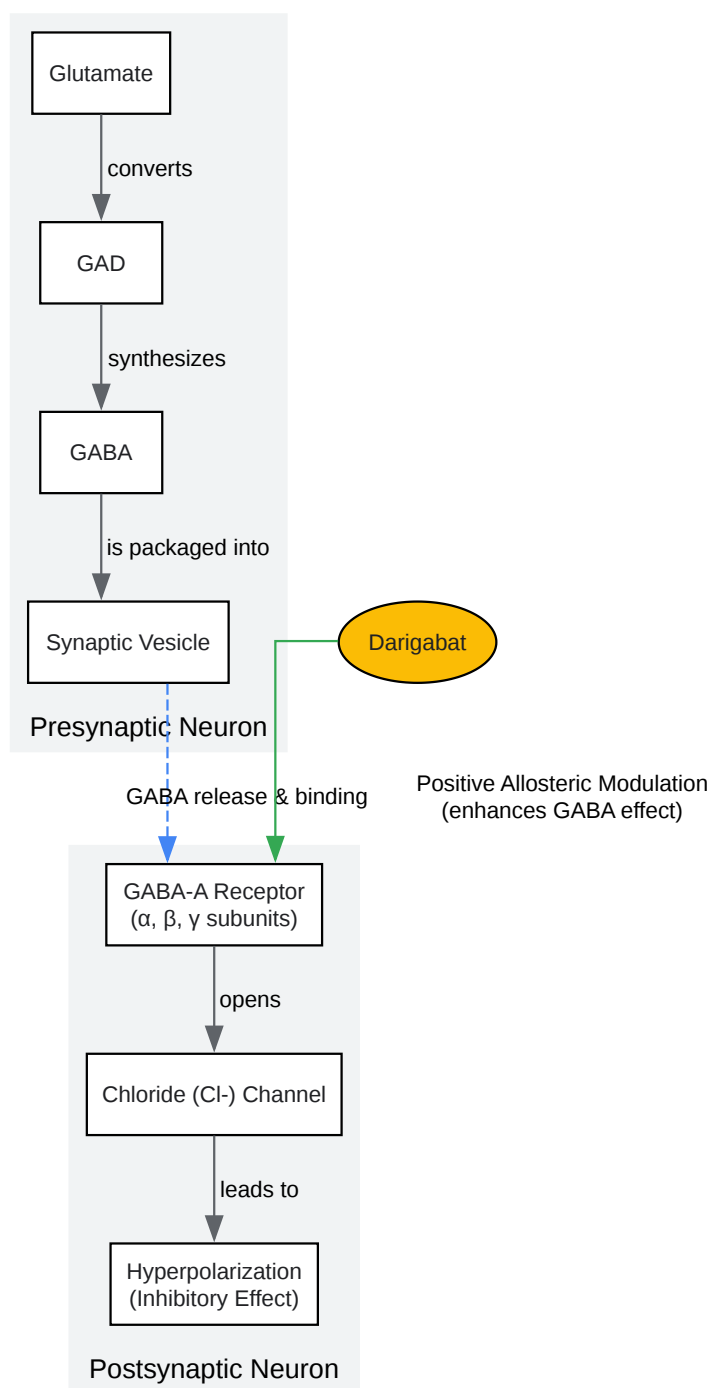 Glutamate
converts
GAD
synthesizes
GABA
is packaged into
Synaptic Vesicle
Darigabat
Presynaptic Neuron
GABA release & binding
Positive Allosteric Modulation
(enhances GABA effect)
GABA-A Receptor
(α, β, γ subunits)
opens
Chloride (Cl-) Channel
leads to
Hyperpolarization
(Inhibitory Effect)
Postsynaptic Neuron